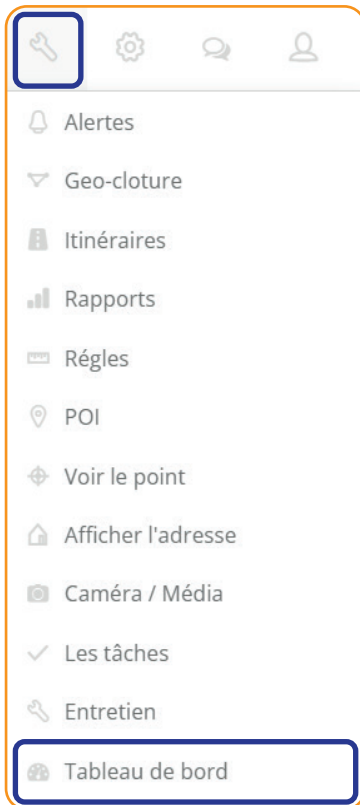 Alertes
Geo-cloture
Itinéraires
Rapports
Régles
POI
Voir le point
Afficher l'adresse
Caméra / Média
Les tâches
Entretien
Tableau de bord